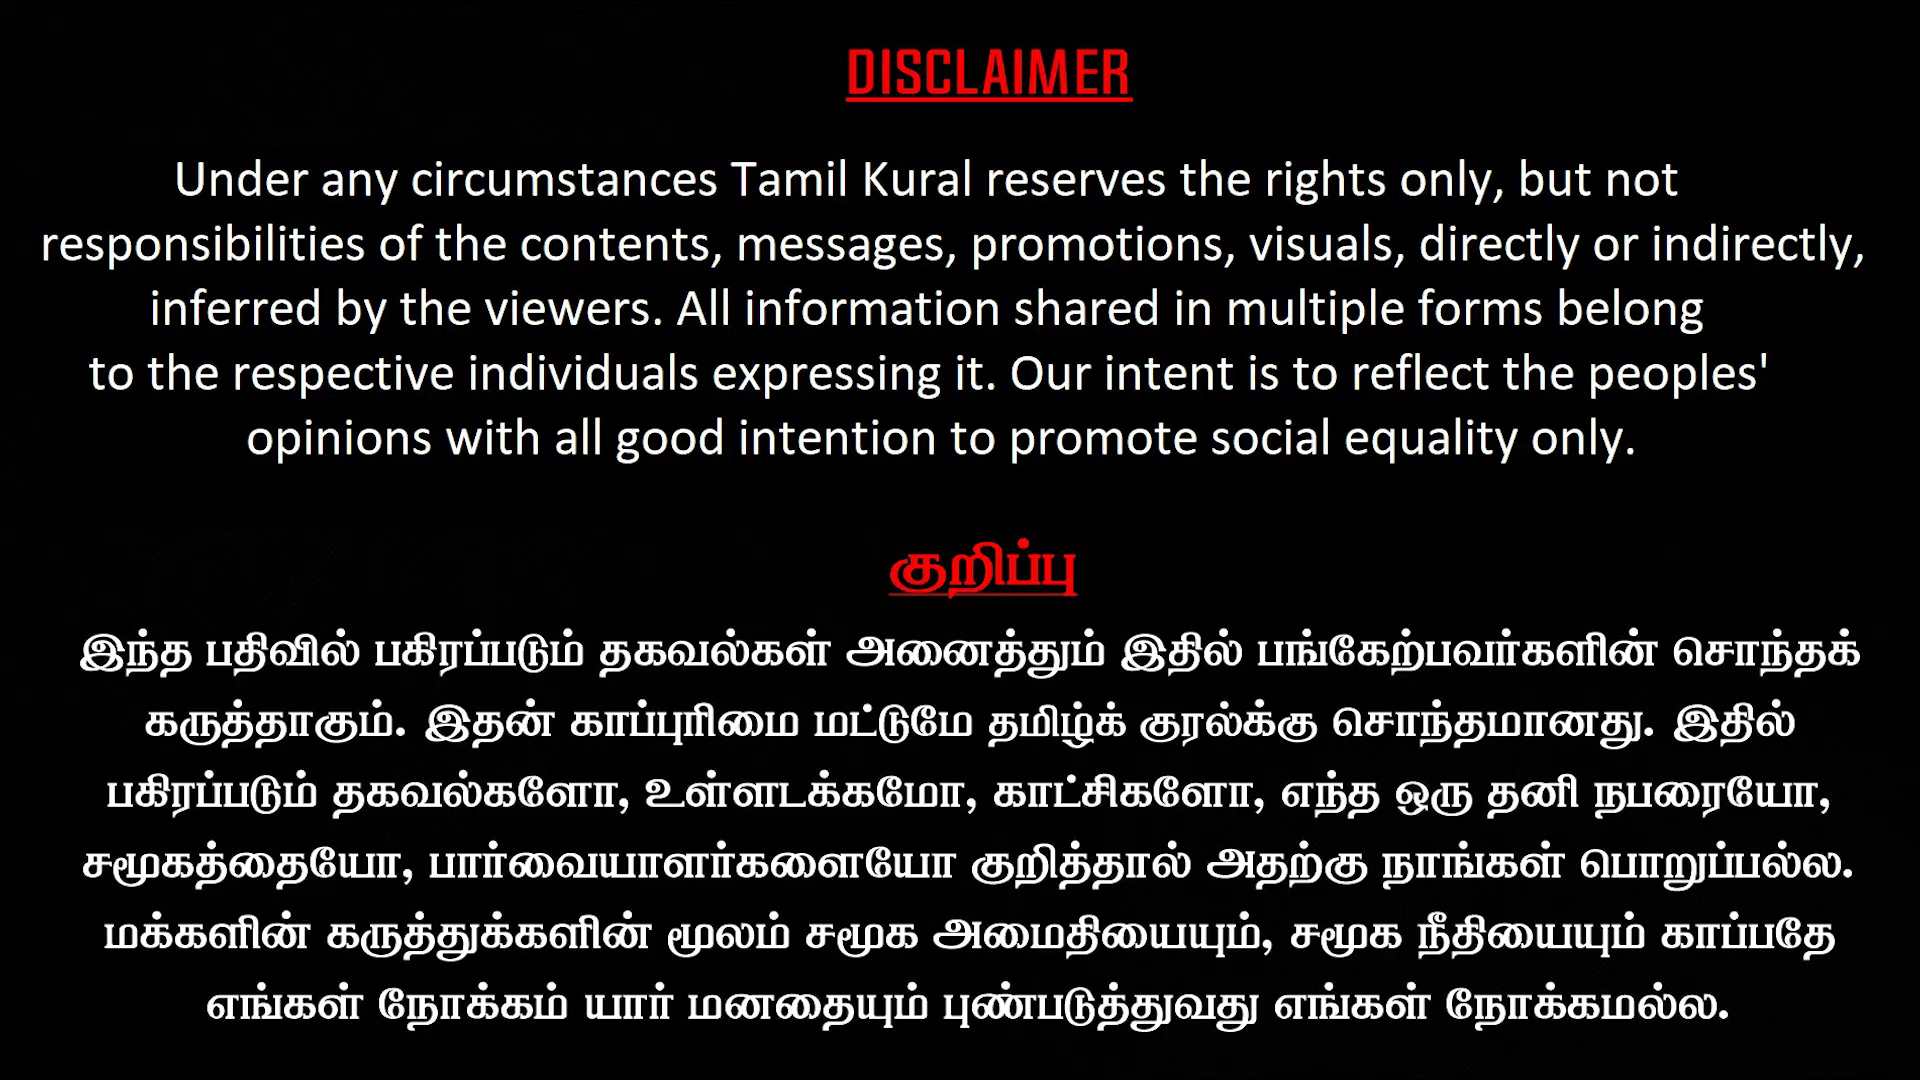 DISCLAIMER
Under any circumstances Tamil Kural reserves the rights only, but not
responsibilities of the contents, messages, promotions, visuals, directly or indirectly,
inferred by the viewers. All information shared in multiple forms belong
to the respective individuals expressing it. Our intent is to reflect the peoples'
opinions with all good intention to promote social equality only.
குறிப்பு
இந்த பதிவில் பகிரப்படும் தகவல்கள் அனைத்தும் இதில் பங்கேற்பவர்களின் சொந்தக்
கருத்தாகும். இதன் காப்புரிமை மட்டுமே தமிழ்க் குரல்க்கு சொந்தமானது. இதில்
பகிரப்படும் தகவல்களோ, உள்ளடக்கமோ, காட்சிகளோ, எந்த ஒரு தனி நபரையோ,
சமூகத்தையோ, பார்வையாளர்களையோ குறித்தால் அதற்கு நாங்கள் பொறுப்பல்ல.
மக்களின் கருத்துக்களின் மூலம் சமூக அமைதியையும், சமூக நீதியையும் காப்பதே
எங்கள் நோக்கம் யார் மனதையும் புண்படுத்துவது எங்கள் நோக்கமல்ல.